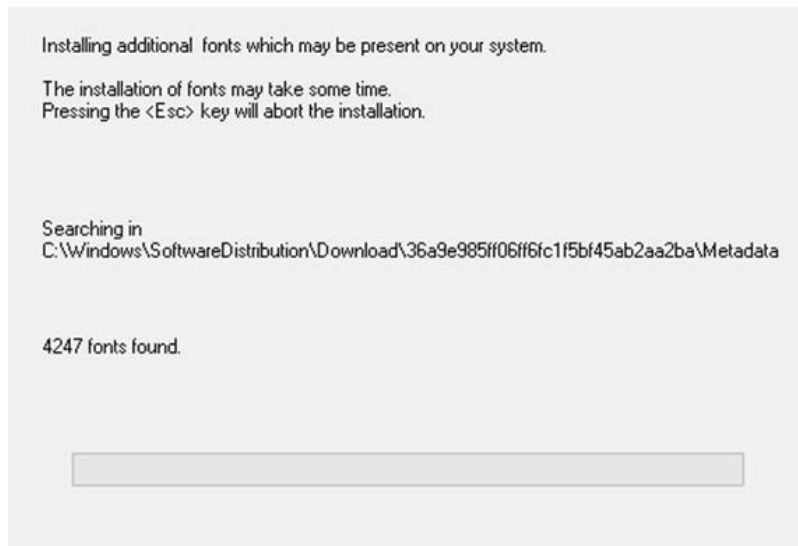 Installing additional fonts which may be present on your system.
The installation of fonts may take some time.
Pressing the <Esc> key will abort the installation.
Searching in
C:\Windows\SoftwareDistribution\Download\36a9e985ff06ff6fc1f5bf45ab2aa2ba\Metadata
4247 fonts found.